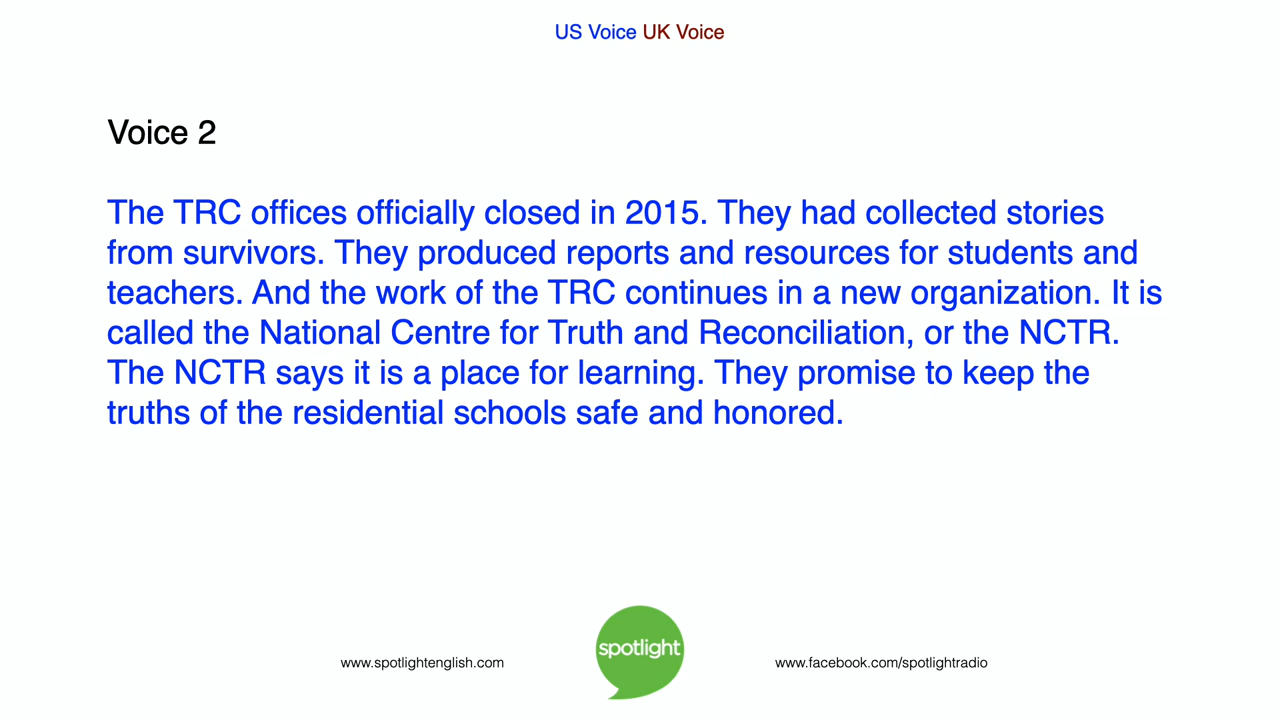 US Voice UK Voice
Voice 2
The TRC offices officially closed in 2015. They had collected stories
from survivors. They produced reports and resources for students and
teachers. And the work of the TRC continues in a new organization. It is
called the National Centre for Truth and Reconciliation, or the NCTR.
The NCTR says it is a place for learning. They promise to keep the
truths of the residential schools safe and honored.
www.spotlightenglish.com
spotlight
www.facebook.com/spotlightradio